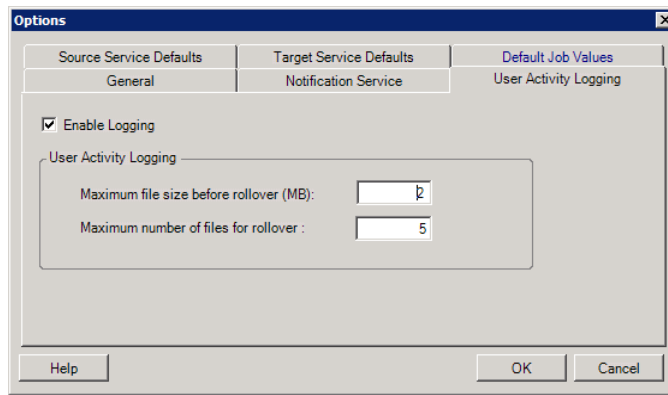 Options
Source Service Defaults
Target Service Defaults
Default Job Values
General
Notification Service
User Activity Logging
Enable Logging
User Activity Logging
Maximum file size before rollover (MB): 2
Maximum number of files for rollover : 5
Help
OK
Cancel